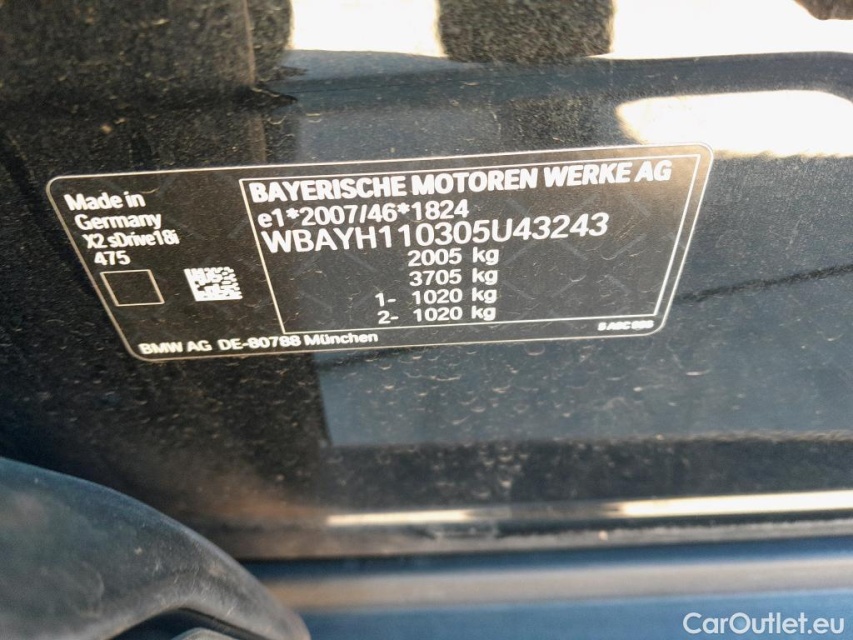 Made in
Germany
X2 sDrive18i
475
BAYERISCHE MOTOREN WERKE AG
e1*2007/46*1824
WBAYH110305U43243
2005 kg
3705 kg
1- 1020 kg
2- 1020 kg
BMW AG DE-80788 München
CarOutlet.eu